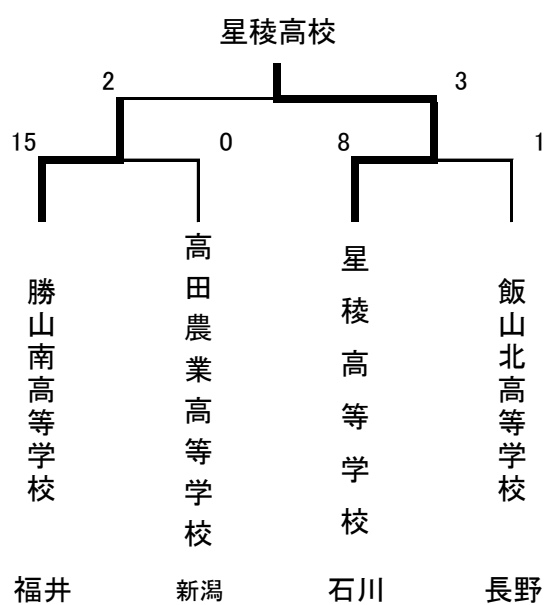 星稜高校
2
3
15
0
8
1
勝山南高等学校
高田農業高等学校
星稜高等学校
飯山北高等学校
福井
新潟
石川
長野